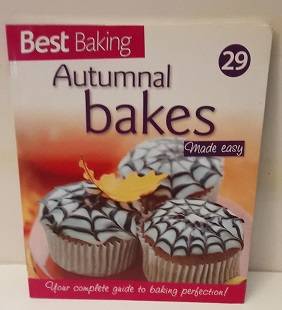 Best Baking
29
Autumnal
bakes
Made easy
Your complete guide to baking perfection!